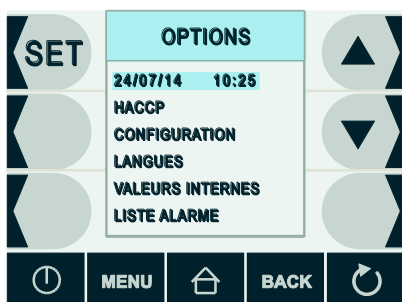 OPTIONS
SET
24/07/14 10:25
HACCP
CONFIGURATION
LANGUES
VALEURS INTERNES
LISTE ALARME
MENU
BACK